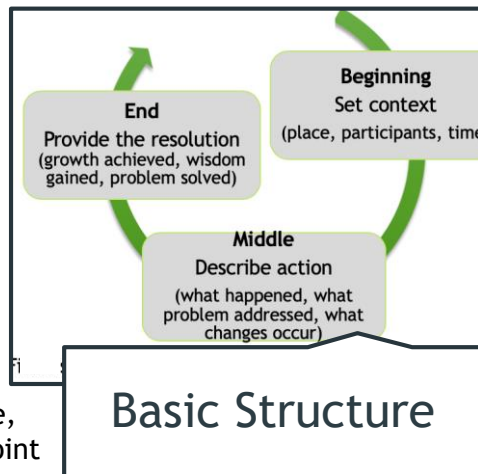 Beginning
Set context
(place, participants, time
End
Provide the resolution
(growth achieved, wisdom
gained, problem solved)
Middle
Describe action
(what happened, what
problem addressed, what
changes occur)
Basic Structure